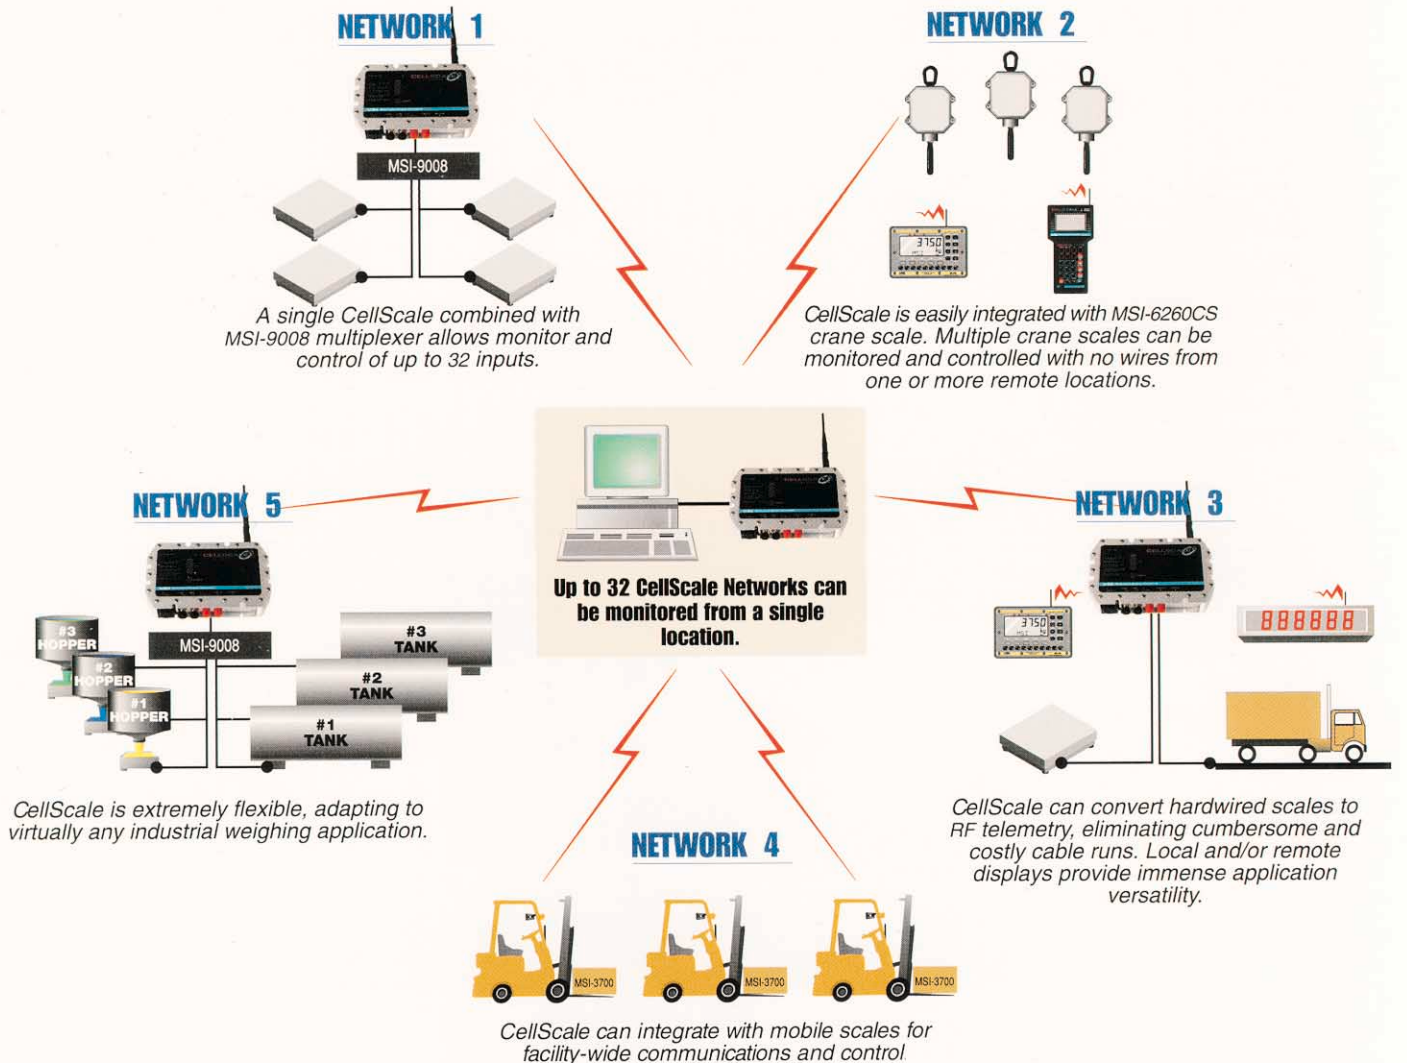 NETWORK 1
MSI-9008
A single CellScale combined with
MSI-9008 multiplexer allows monitor and
control of up to 32 inputs.
NETWORK 2
3750
CellScale is easily integrated with MSI-6260CS
crane scale. Multiple crane scales can be
monitored and controlled with no wires from
one or more remote locations.
Up to 32 CellScale Networks can
be monitored from a single
location.
NETWORK 5
MSI-9008
#3
HOPPER
#2
HOPPER
#1
HOPPER
#3
TANK
#2
TANK
#1
TANK
CellScale is extremely flexible, adapting to
virtually any industrial weighing application.
NETWORK 3
3750
888888
CellScale can convert hardwired scales to
RF telemetry, eliminating cumbersome and
costly cable runs. Local and/or remote
displays provide immense application
versatility.
NETWORK 4
MSI-3700
MSI-3700
MSI-3700
CellScale can integrate with mobile scales for
facility-wide communications and control.